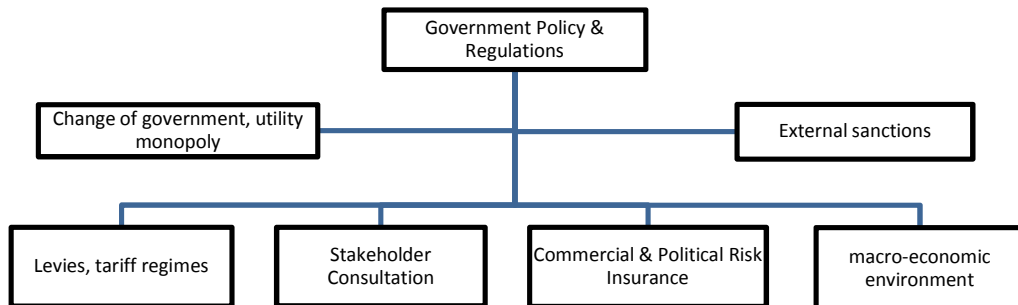 Government Policy &
Regulations
Change of government, utility
monopoly
External sanctions
Levies, tariff regimes
Stakeholder
Consultation
Commercial & Political Risk
Insurance
macro-economic
environment